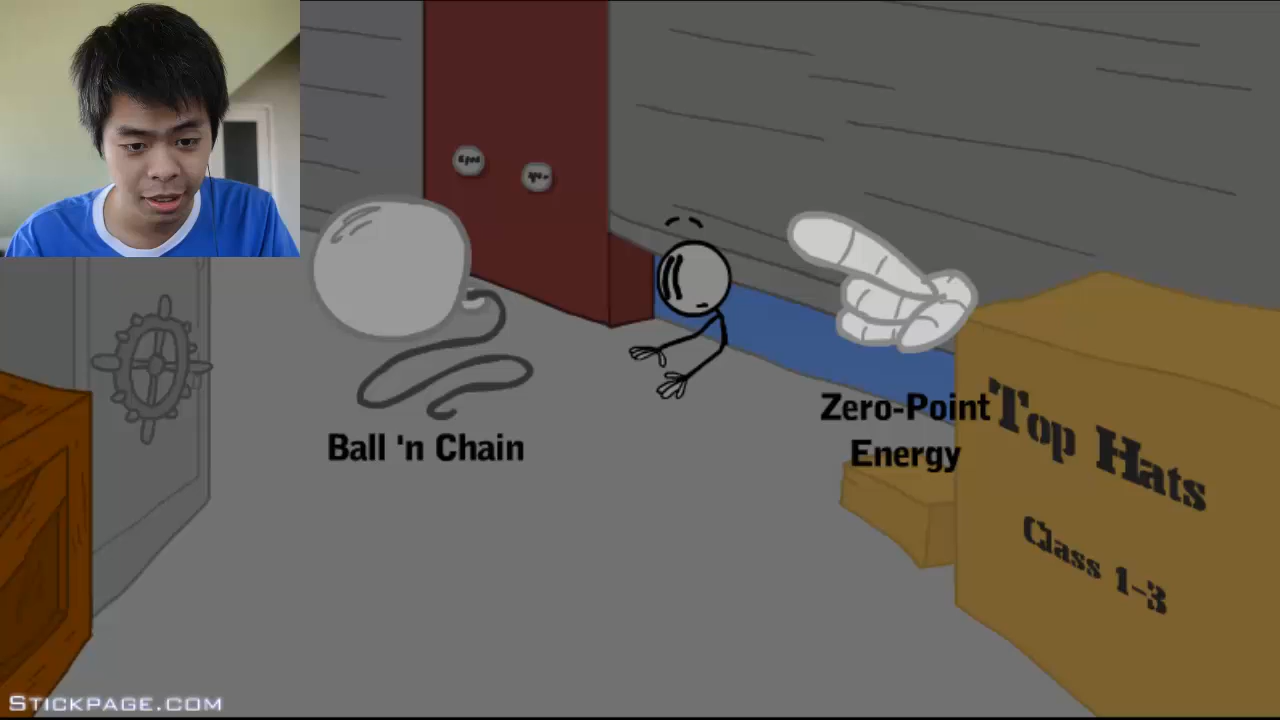 Ball 'n Chain
Zero-Point
Energy
Top Hats
Class 1-3
STICKPAGE.COM